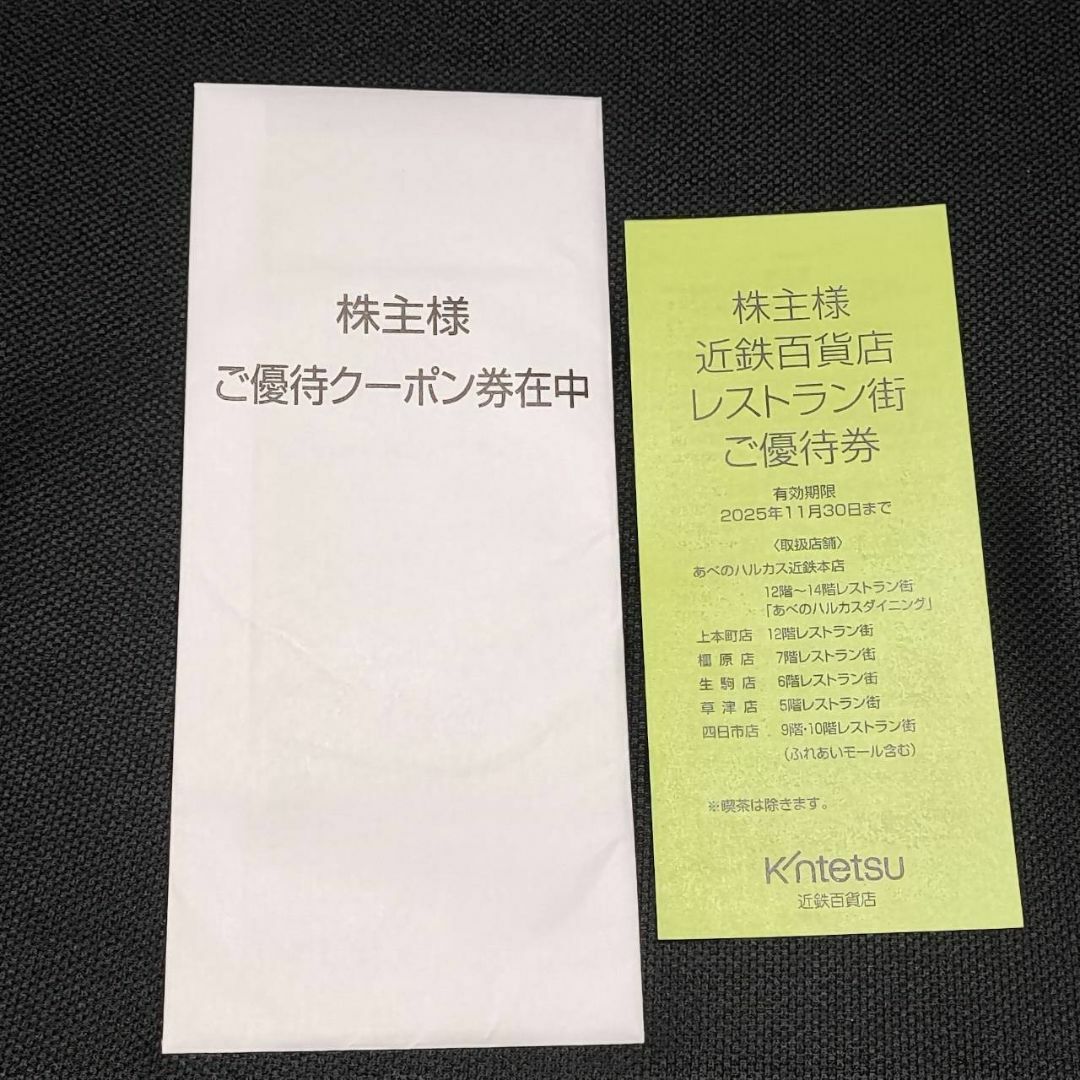 株主様
ご優待クーポン券在中
株主様
近鉄百貨店
レストラン街
ご優待券
有効期限
2025年11月30日まで
〈取扱店舗〉
あべのハルカス近鉄本店
12階～14階レストラン街
「あべのハルカスダイニング」
上本町店 12階レストラン街
橿原店 7階レストラン街
生駒店 6階レストラン街
草津店 5階レストラン街
四日市店 9階・10階レストラン街
(ふれあいモール含む)
※喫茶は除きます。
Kintetsu
近鉄百貨店